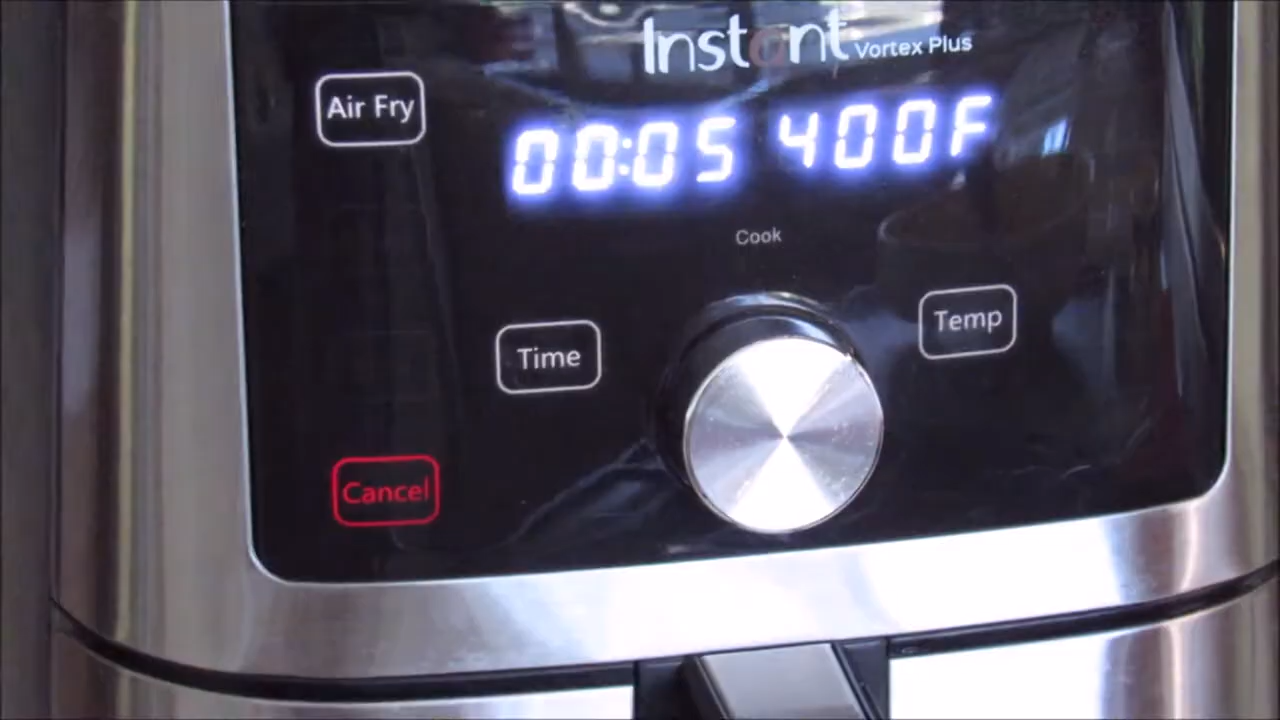 Instant Vortex Plus
Air Fry
00:05 400F
Cook
Time
Temp
Cancel